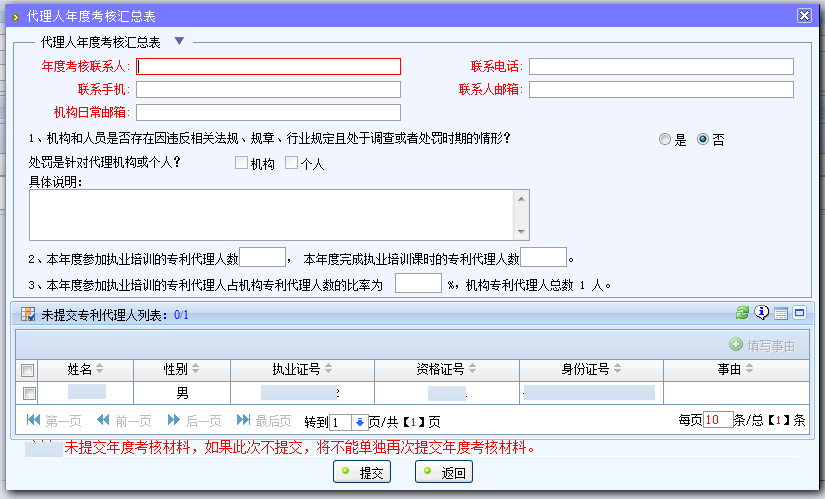 代理人年度考核汇总表
代理人年度考核汇总表
年度考核联系人: 联系电话:
联系手机: 联系人邮箱:
机构日常邮箱:
1、机构和人员是否存在因违反相关法规、规章、行业规定且处于调查或者处罚时期的情形? 是 否
处罚是针对代理机构或个人? 机构 个人
具体说明:
2、本年度参加执业培训的专利代理人数 , 本年度完成执业培训课时的专利代理人数 。
3、本年度参加执业培训的专利代理人占机构专利代理人数的比率为 %，机构专利代理人总数 1 人。
未提交专利代理人列表: 0/1
填写事由
姓名 性别 执业证号 资格证号 身份证号 事由
男
第一页 前一页 后一页 最后页 转到 1 页/共【1】页 每页 10 条/总【1】条
未提交年度考核材料，如果此次不提交，将不能单独再次提交年度考核材料。
提交 返回